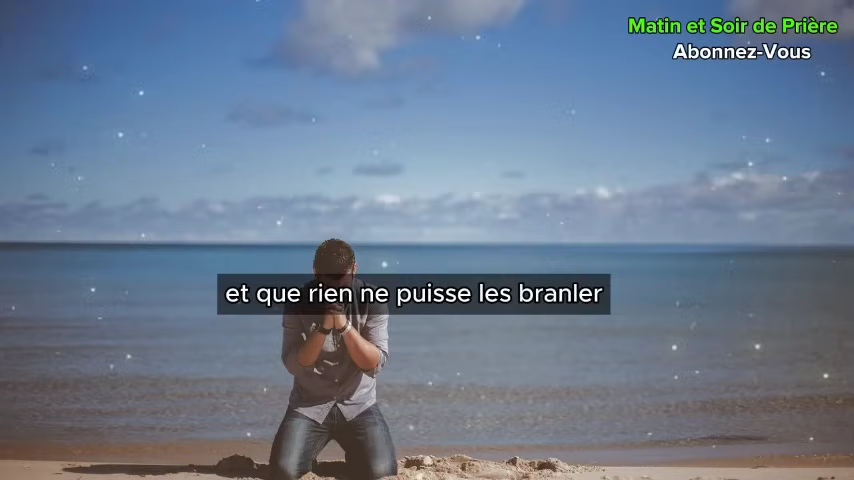 Matin et Soir de Prière
Abonnez-Vous
et que rien ne puisse les branler